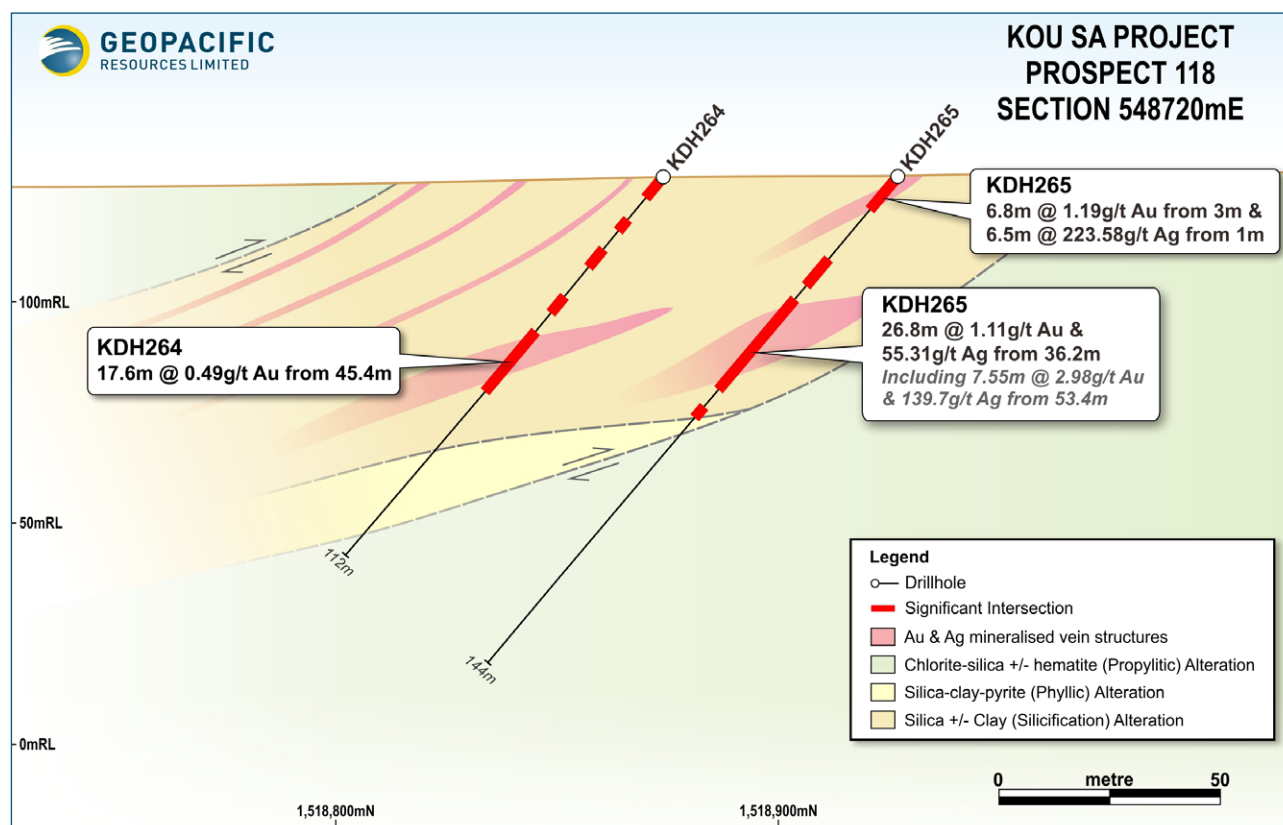 GEOPACIFIC
RESOURCES LIMITED
KOU SA PROJECT
PROSPECT 118
SECTION 548720mE
KDH264
KDH265
KDH265
6.8m @ 1.19g/t Au from 3m &
6.5m @ 223.58g/t Ag from 1m
100mRL
KDH265
26.8m @ 1.11g/t Au &
55.31g/t Ag from 36.2m
Including 7.55m @ 2.98g/t Au
& 139.7g/t Ag from 53.4m
KDH264
17.6m @ 0.49g/t Au from 45.4m
50mRL
112m
144m
Legend
Drillhole
Significant Intersection
Au & Ag mineralised vein structures
Chlorite-silica +/- hematite (Propylitic) Alteration
Silica-clay-pyrite (Phyllic) Alteration
Silica +/- Clay (Silicification) Alteration
0mRL
0 metre 50
1,518,800mN
1,518,900mN